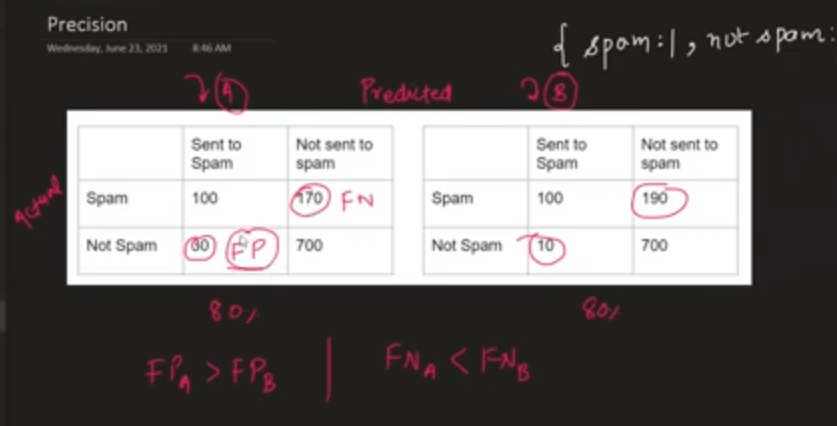 Precision
Wednesday, June 23, 2021 8:46 AM
{ spam:1, not spam:
A Predicted B
Actual
Sent to Spam Not sent to spam
Spam 100 170 FN
Not Spam 30 FP 700
80%
Sent to Spam Not sent to spam
Spam 100 190
Not Spam 10 700
80%
FP_A > FP_B | FN_A < FN_B